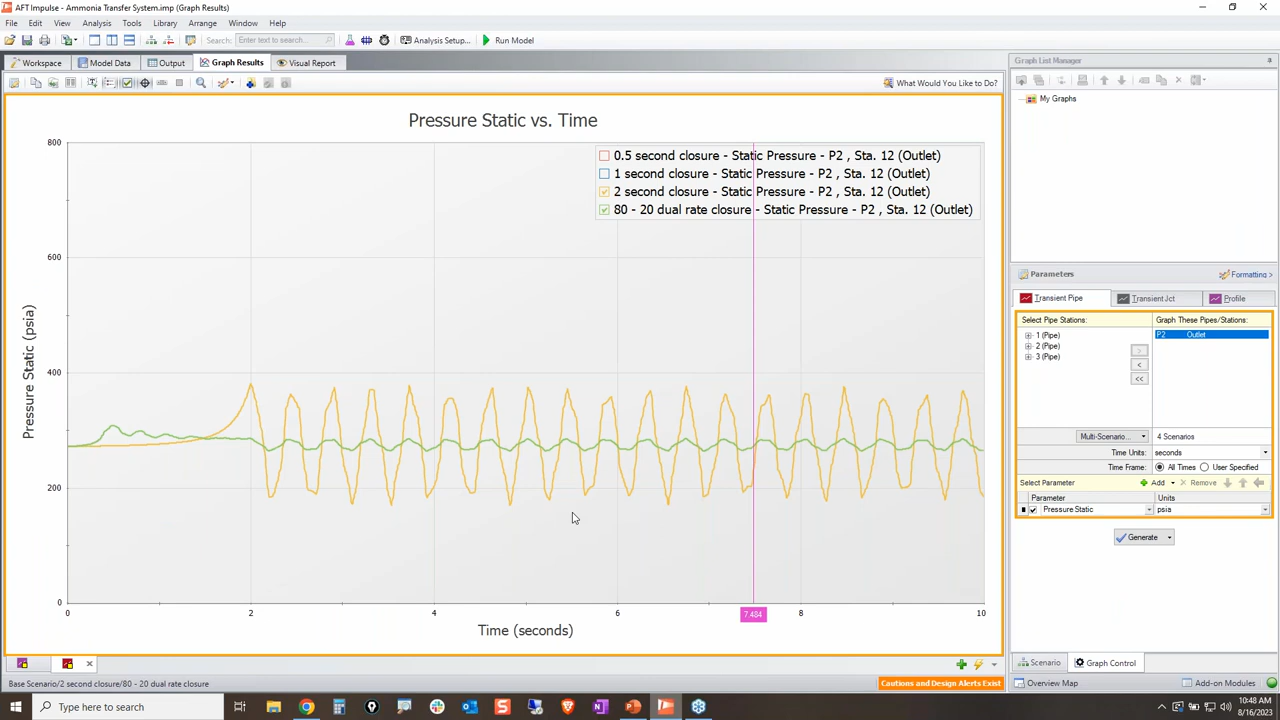 AFT Impulse - Ammonia Transfer System.imp (Graph Results)
File Edit View Analysis Tools Library Arrange Window Help
Search: Enter text to search... Analysis Setup... Run Model
Workspace Model Data Output Graph Results Visual Report
What Would You Like to Do?
Pressure Static vs. Time
0.5 second closure - Static Pressure - P2 , Sta. 12 (Outlet)
1 second closure - Static Pressure - P2 , Sta. 12 (Outlet)
2 second closure - Static Pressure - P2 , Sta. 12 (Outlet)
80 - 20 dual rate closure - Static Pressure - P2 , Sta. 12 (Outlet)
800
600
400
200
0
Pressure Static (psia)
0 2 4 6 7.484 8 10
Time (seconds)
Graph List Manager
My Graphs
Parameters Formatting >
Transient Pipe Transient Jct Profile
Select Pipe Stations: Graph These Pipes/Stations:
1 (Pipe) P2 Outlet
2 (Pipe)
3 (Pipe)
>
<
<<
Multi-Scenario... 4 Scenarios
Time Units: seconds
Time Frame: All Times User Specified
Select Parameter Add Remove
Parameter Units
Pressure Static psia
Generate
Scenario Graph Control
Base Scenario/2 second closure/80 - 20 dual rate closure Cautions and Design Alerts Exist Overview Map Add-on Modules
Type here to search
10:48 AM
8/16/2023